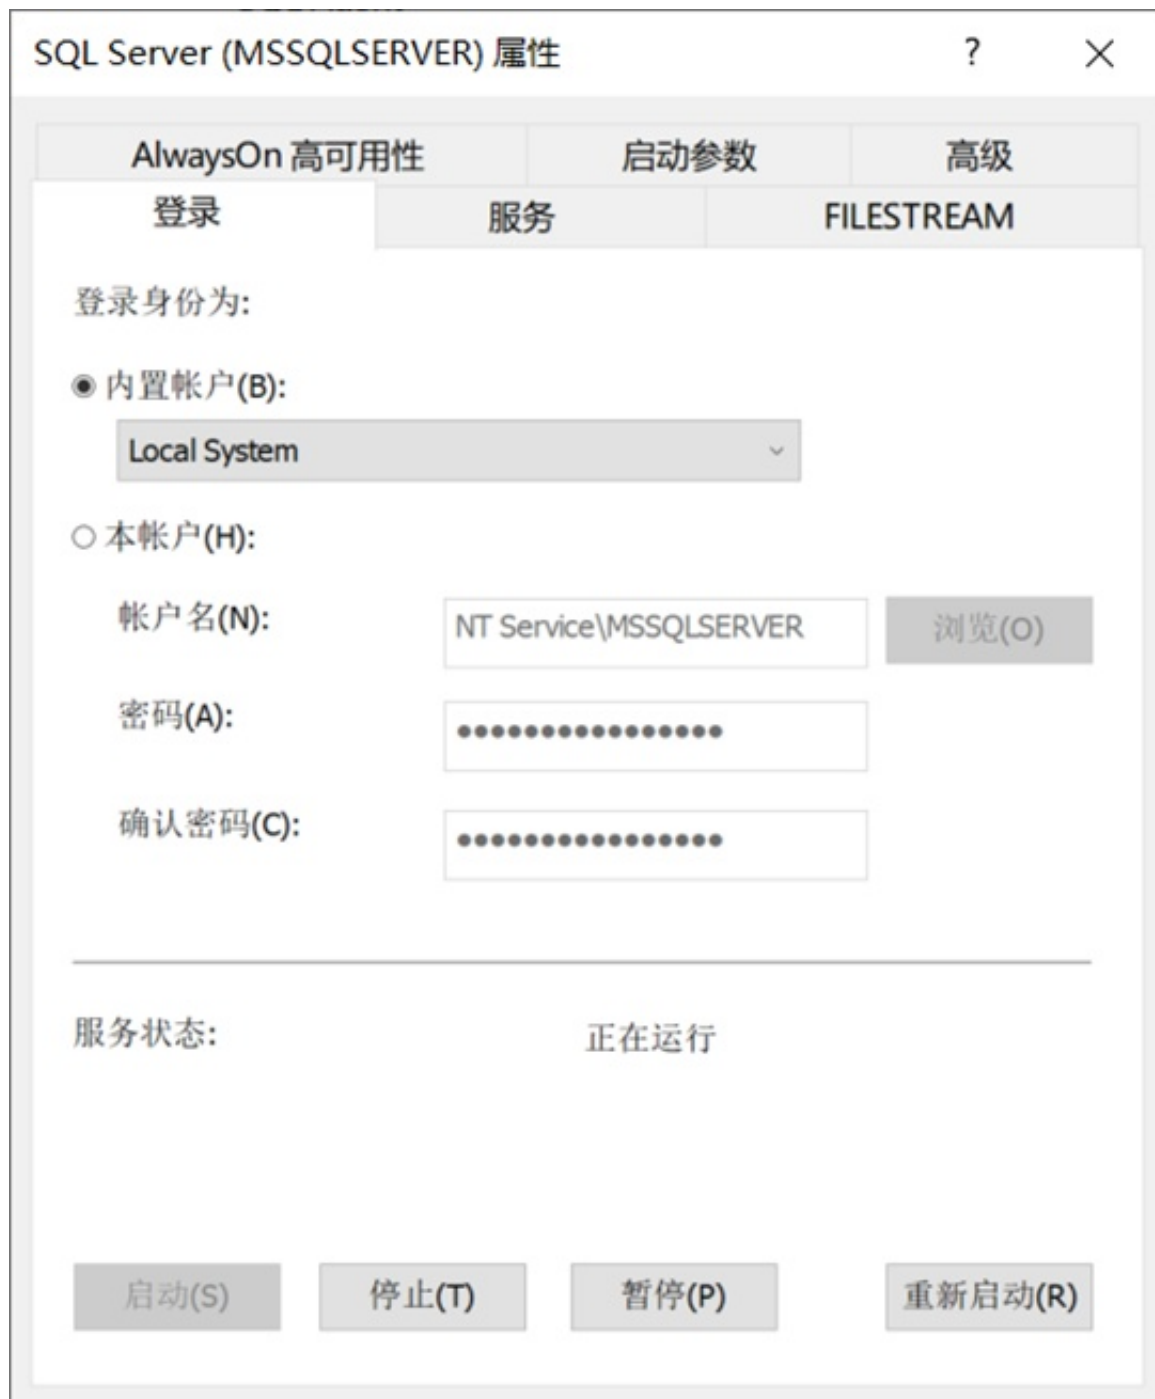 SQL Server (MSSQLSERVER) 属性 ?
AlwaysOn 高可用性 启动参数 高级
登录 服务 FILESTREAM
登录身份为:
内置帐户(B):
Local System
本帐户(H):
帐户名(N): NT Service\MSSQLSERVER 浏览(O)
密码(A): ●●●●●●●●●●●●●●●●
确认密码(C): ●●●●●●●●●●●●●●●●
服务状态: 正在运行
启动(S) 停止(T) 暂停(P) 重新启动(R)